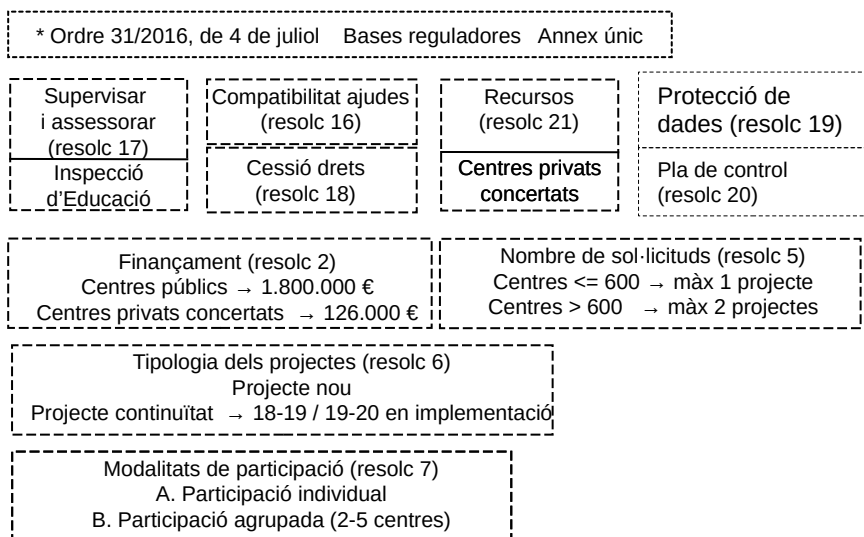 * Ordre 31/2016, de 4 de juliol    Bases reguladores   Annex únic
Supervisar
i assessorar
(resolc 17)
Inspecció
d’Educació
Compatibilitat ajudes
(resolc 16)
Cessió drets
(resolc 18)
Recursos
(resolc 21)
Centres privats
concertats
Protecció de
dades (resolc 19)
Pla de control
(resolc 20)
Finançament (resolc 2)
Centres púplics → 1.800.000 €
Centres privats concertats → 126.000 €
Nombre de sol·licituds (resolc 5)
Centres <= 600 → màx 1 projecte
Centres > 600 → màx 2 projectes
Tipologia dels projectes (resolc 6)
Projecte nou
Projecte continuïtat → 18-19 / 19-20 en implementació
Modalitats de participació (resolc 7)
A. Participació individual
B. Participació agrupada (2-5 centres)